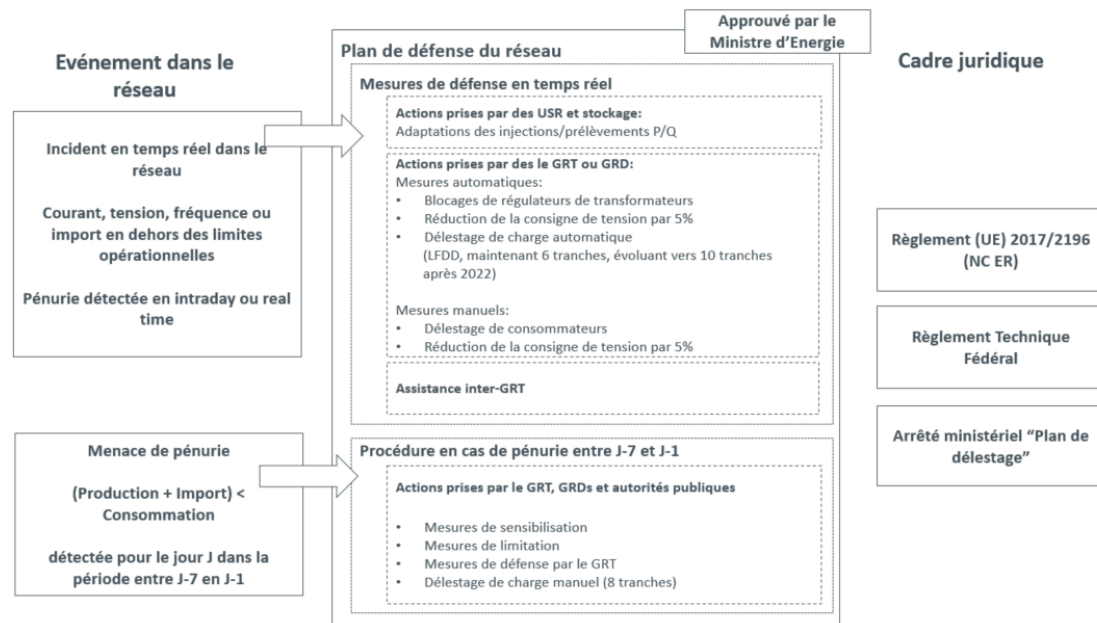 Approuvé par le
Ministre d'Energie
Evénement dans le
réseau
Incident en temps réel dans le
réseau
Courant, tension, fréquence ou
import en dehors des limites
opérationnelles
Pénurie détectée en intraday ou real
time
Menace de pénurie
(Production + Import) <
Consommation
détectée pour le jour J dans la
période entre J-7 en J-1
Plan de défense du réseau
Mesures de défense en temps réel
Actions prises par des USR et stockage:
Adaptations des injections/prélèvements P/Q
Actions prises par des le GRT ou GRD:
Mesures automatiques:
• Blocages de régulateurs de transformateurs
• Réduction de la consigne de tension par 5%
• Délestage de charge automatique
(LFDD, maintenant 6 tranches, évoluant vers 10 tranches
après 2022)
Mesures manuels:
• Délestage de consommateurs
• Réduction de la consigne de tension par 5%
Assistance inter-GRT
Procédure en cas de pénurie entre J-7 et J-1
Actions prises par le GRT, GRDs et autorités publiques
• Mesures de sensibilisation
• Mesures de limitation
• Mesures de défense par le GRT
• Délestage de charge manuel (8 tranches)
Cadre juridique
Règlement (UE) 2017/2196
(NC ER)
Règlement Technique
Fédéral
Arrêté ministériel "Plan de
délestage"